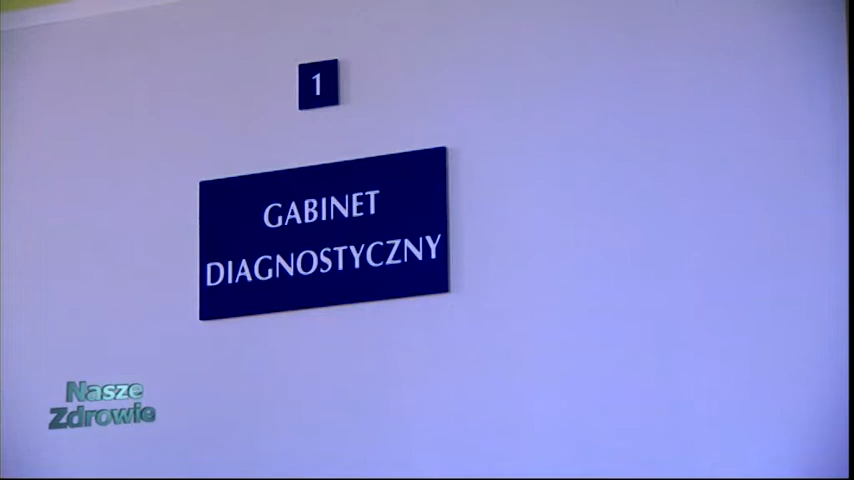 1
GABINET
DIAGNOSTYCZNY
Nasze
Zdrowie